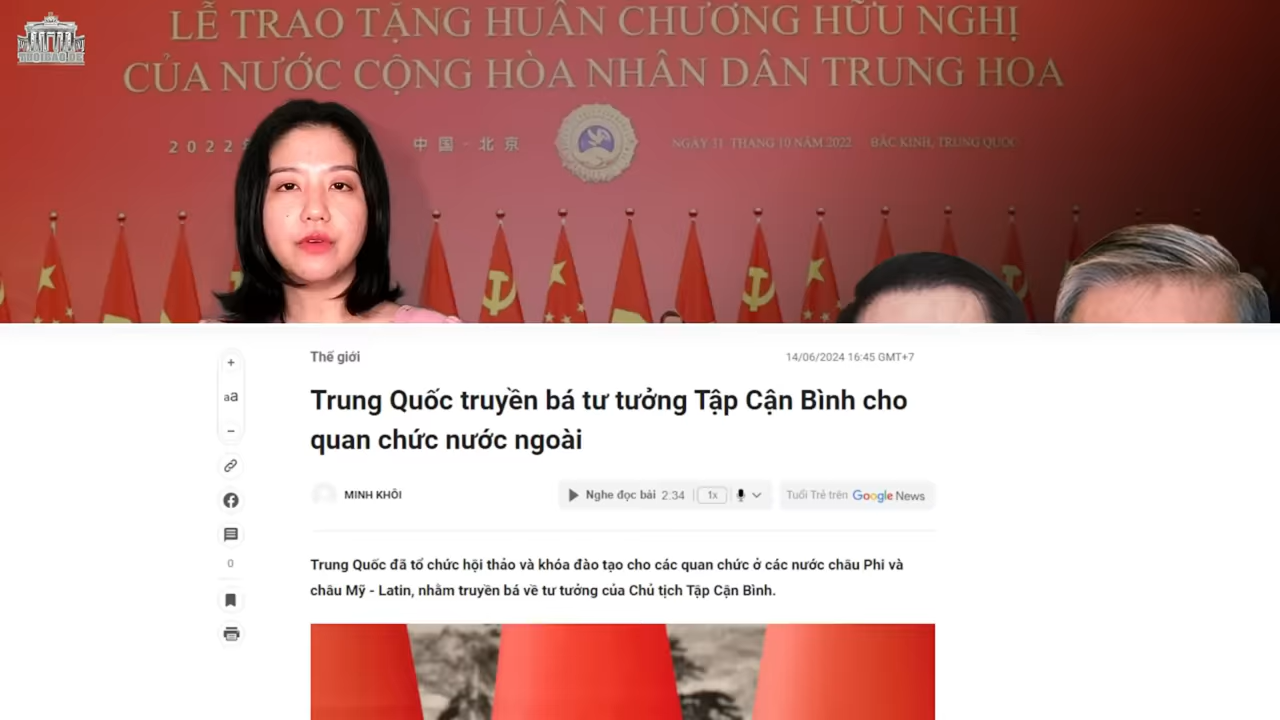 LỄ TRAO TẶNG HUÂN CHƯƠNG HỮU NGHỊ
CỦA NƯỚC CỘNG HÒA NHÂN DÂN TRUNG HOA
THOIBAO.DE
2022 中国-北京 NGÀY 31 THÁNG 10 NĂM 2022 BẮC KINH, TRUNG QUỐC
Thế giới 14/06/2024 16:45 GMT+7
aa
Trung Quốc truyền bá tư tưởng Tập Cận Bình cho
quan chức nước ngoài
MINH KHÔI Nghe đọc bài 2:34 1x Tuổi Trẻ trên Google News
0
Trung Quốc đã tổ chức hội thảo và khóa đào tạo cho các quan chức ở các nước châu Phi và
châu Mỹ - Latin, nhằm truyền bá về tư tưởng của Chủ tịch Tập Cận Bình.